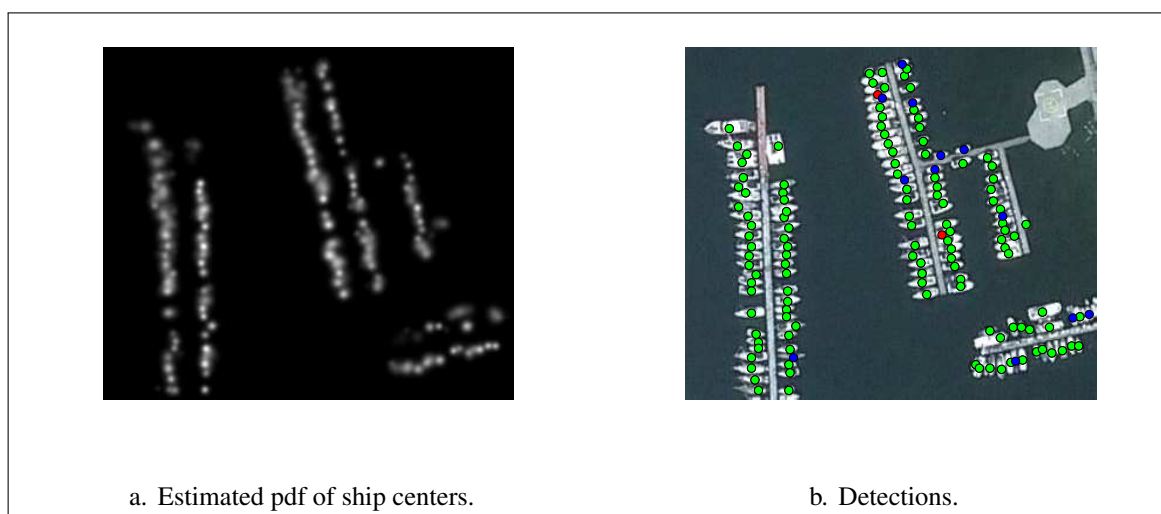 a. Estimated pdf of ship centers.
b. Detections.